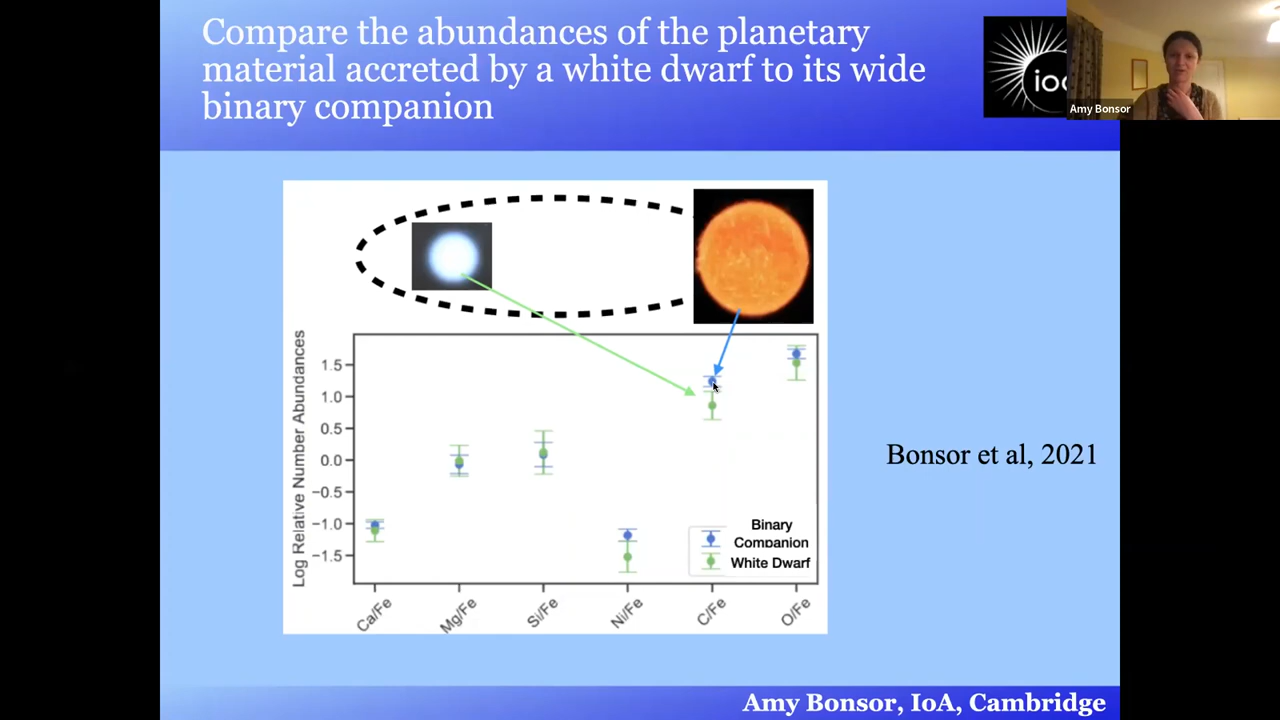 Compare the abundances of the planetary
material accreted by a white dwarf to its wide
binary companion
Amy Bonsor
Log Relative Number Abundances
1.5
1.0
0.5
0.0
−0.5
−1.0
−1.5
Ca/Fe
Mg/Fe
Si/Fe
Ni/Fe
C/Fe
O/Fe
Binary
Companion
White Dwarf
Bonsor et al, 2021
Amy Bonsor, IoA, Cambridge